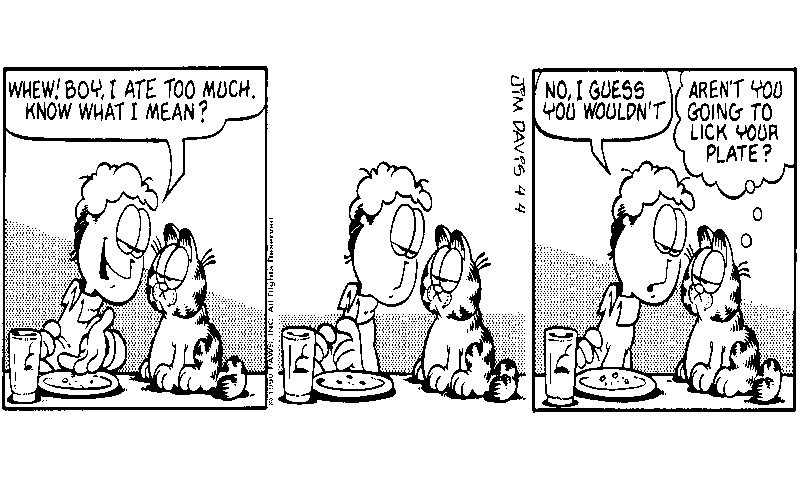 WHEW! BOY, I ATE TOO MUCH.
KNOW WHAT I MEAN?
JIM DAVIS 4 4
NO, I GUESS
YOU WOULDN'T
AREN'T YOU
GOING TO
LICK YOUR
PLATE?